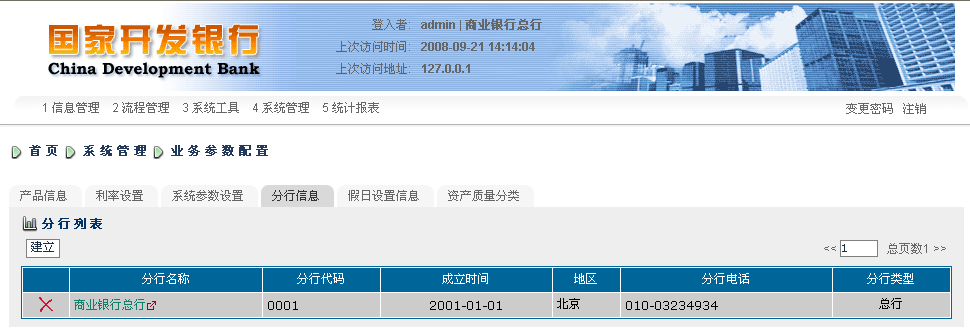 国家开发银行
China Development Bank
登入者: admin | 商业银行总行
上次访问时间: 2008-09-21 14:14:04
上次访问地址: 127.0.0.1
1 信息管理 2 流程管理 3 系统工具 4 系统管理 5 统计报表 变更密码 注销
首页 系统管理 业务参数配置
产品信息 利率设置 系统参数设置 分行信息 假日设置信息 资产质量分类
分行列表
建立 << 1 总页数1 >>
分行名称 分行代码 成立时间 地区 分行电话 分行类型
商业银行总行 0001 2001-01-01 北京 010-03234934 总行